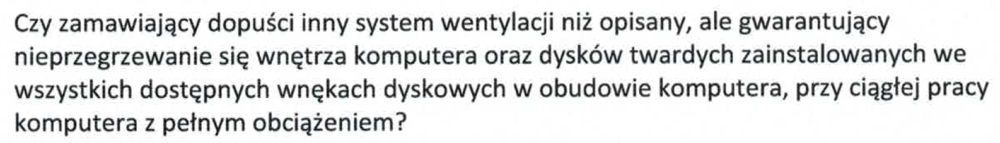 Czy zamawiający dopuści inny system wentylacji niż opisany, ale gwarantujący
nieprzegrzewanie się wnętrza komputera oraz dysków twardych zainstalowanych we
wszystkich dostępnych wnękach dyskowych w obudowie komputera, przy ciągłej pracy
komputera z pełnym obciążeniem?